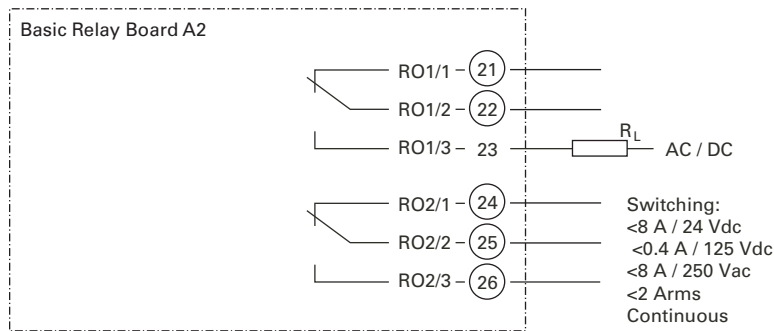 Basic Relay Board A2
RO1/1 21
RO1/2 22
RO1/3 23
R_L
AC / DC
RO2/1 24
RO2/2 25
RO2/3 26
Switching:
<8 A / 24 Vdc
<0.4 A / 125 Vdc
<8 A / 250 Vac
<2 Arms
Continuous